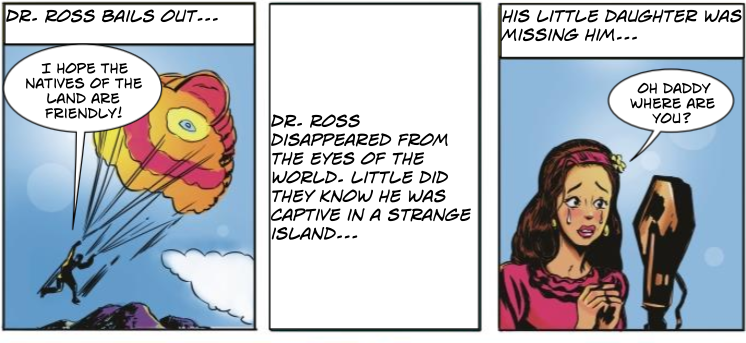 DR. ROSS BAILS OUT...
I HOPE THE
NATIVES OF THE
LAND ARE
FRIENDLY!
DR. ROSS
DISAPPEARED FROM
THE EYES OF THE
WORLD. LITTLE DID
THEY KNOW HE WAS
CAPTIVE IN A STRANGE
ISLAND...
HIS LITTLE DAUGHTER WAS
MISSING HIM...
OH DADDY
WHERE ARE
YOU?